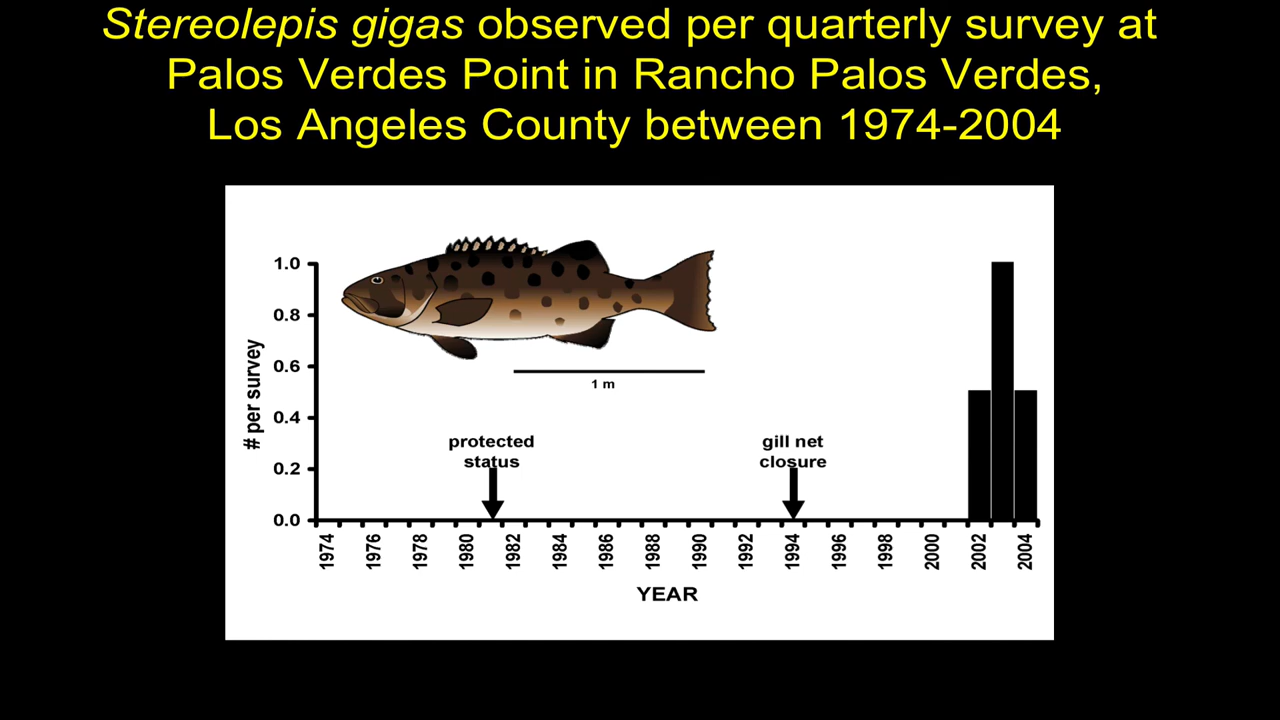 Stereolepis gigas observed per quarterly survey at
Palos Verdes Point in Rancho Palos Verdes,
Los Angeles County between 1974-2004
1.0
0.8
0.6
0.4
0.2
0.0
# per survey
1 m
protected
status
gill net
closure
1974
1976
1978
1980
1982
1984
1986
1988
1990
1992
1994
1996
1998
2000
2002
2004
YEAR